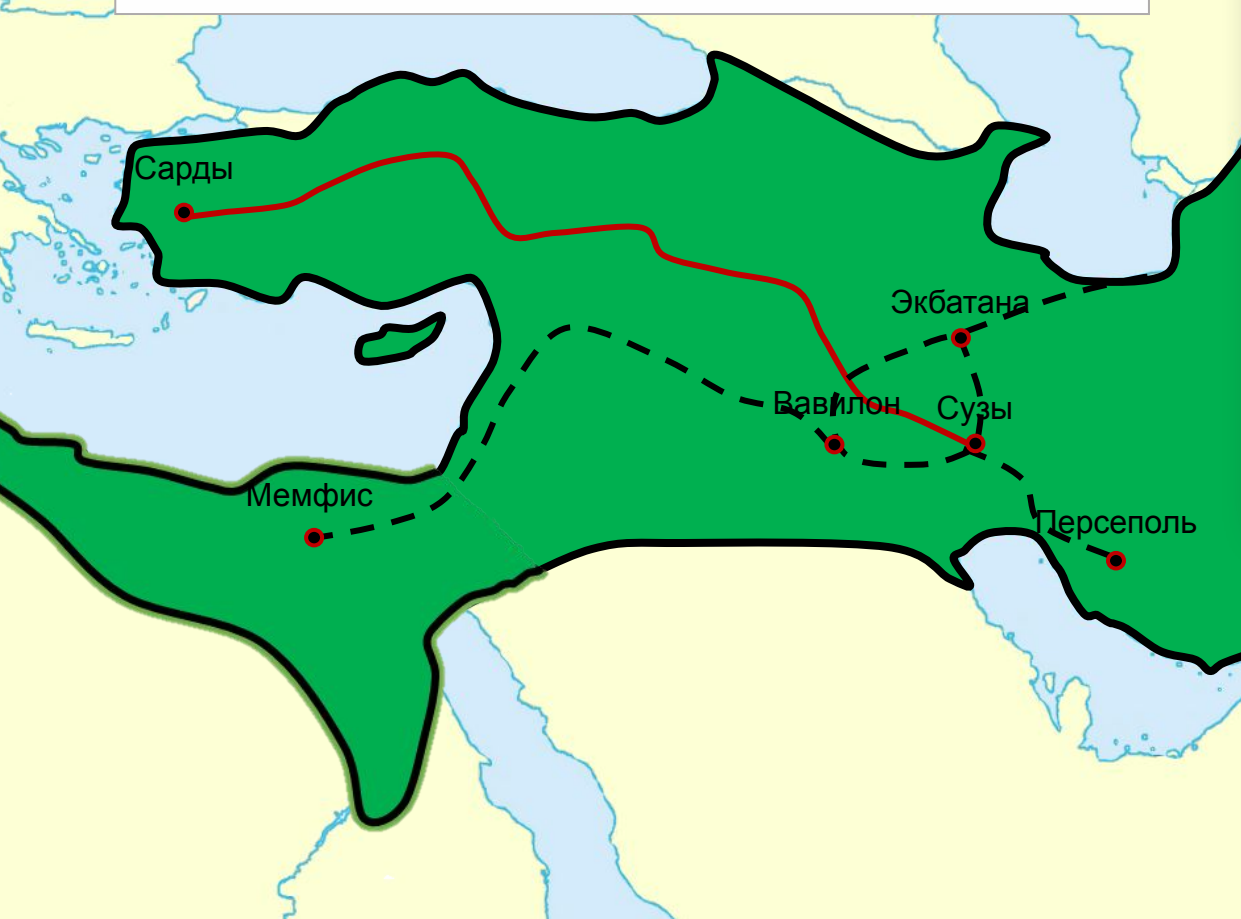 Сарды
Экбатана
Вавилон
Сузы
Мемфис
Персеполь